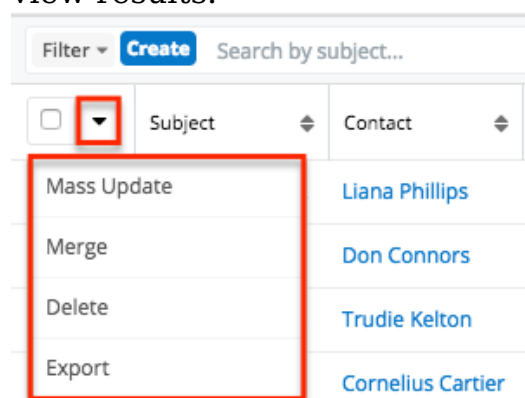 view results.
Filter Create Search by subject...
Subject Contact
Mass Update Liana Phillips
Merge Don Connors
Delete Trudie Kelton
Export Cornelius Cartier